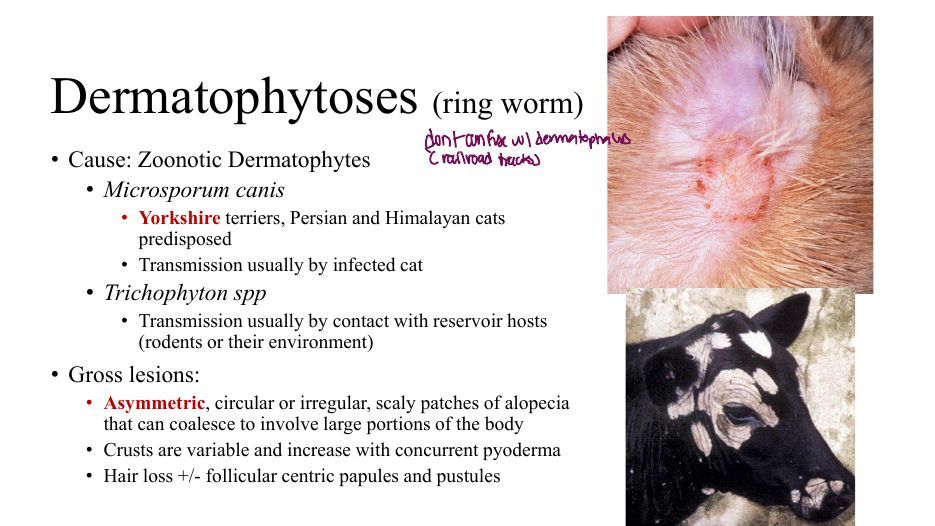 Dermatophytoses (ring worm)
don't confuse w/ dermatophilus
(railroad tracks)
• Cause: Zoonotic Dermatophytes
• Microsporum canis
• Yorkshire terriers, Persian and Himalayan cats
predisposed
• Transmission usually by infected cat
• Trichophyton spp
• Transmission usually by contact with reservoir hosts
(rodents or their environment)
• Gross lesions:
• Asymmetric, circular or irregular, scaly patches of alopecia
that can coalesce to involve large portions of the body
• Crusts are variable and increase with concurrent pyoderma
• Hair loss +/- follicular centric papules and pustules